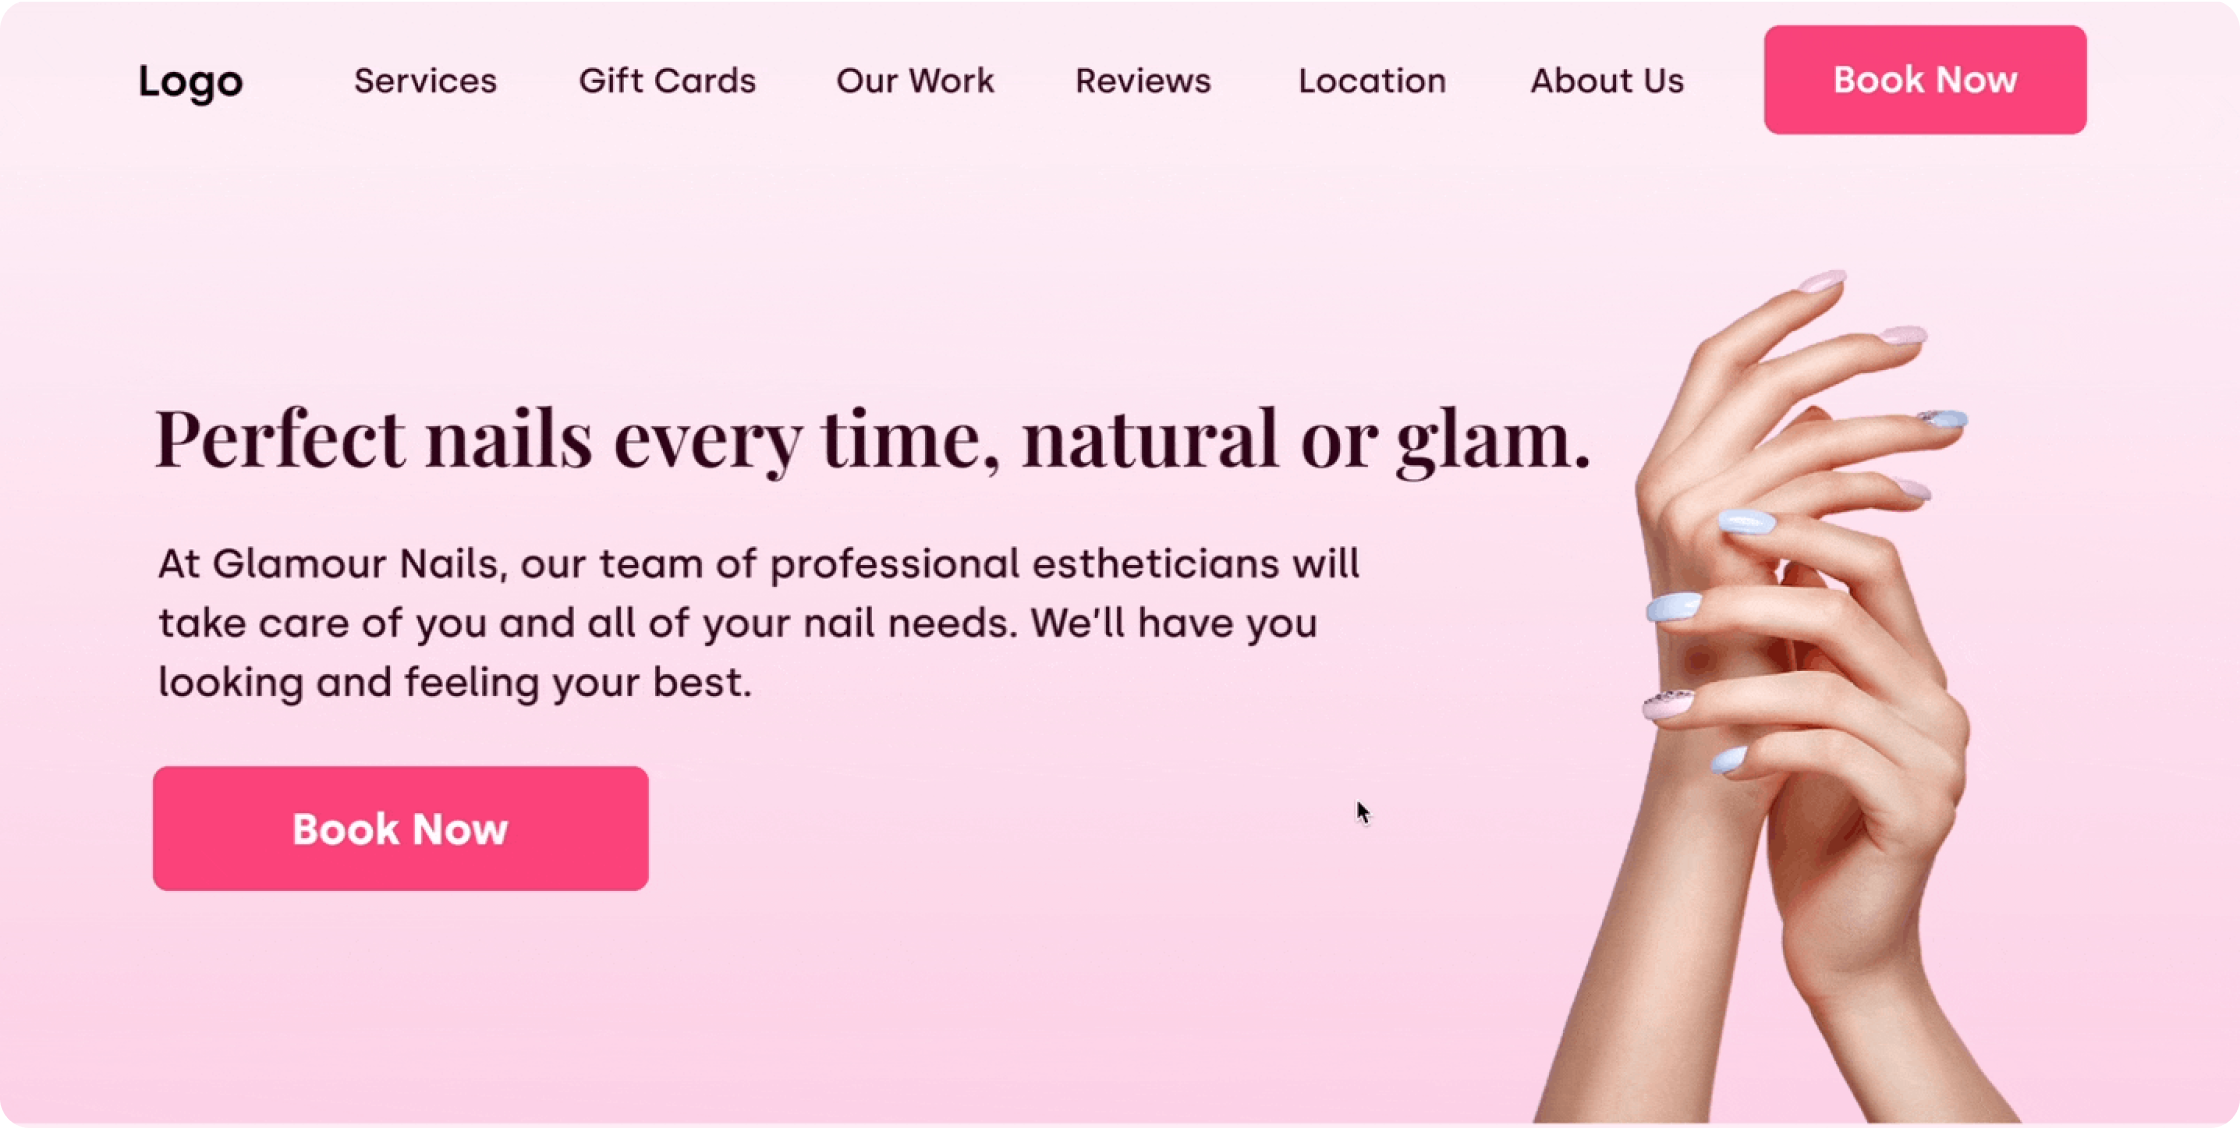 Logo Services Gift Cards Our Work Reviews Location About Us Book Now
Perfect nails every time, natural or glam.
At Glamour Nails, our team of professional estheticians will
take care of you and all of your nail needs. We'll have you
looking and feeling your best.
Book Now